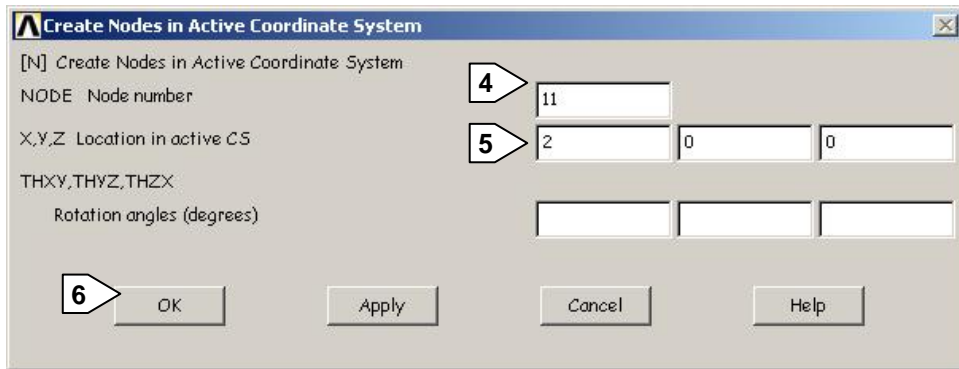 Create Nodes in Active Coordinate System
[N] Create Nodes in Active Coordinate System
NODE Node number 4 11
X,Y,Z Location in active CS 5 2 0 0
THXY,THYZ,THZX
Rotation angles (degrees)
6 OK Apply Cancel Help